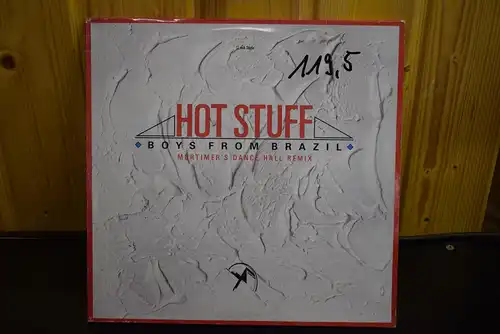 119,5
HOT STUFF
BOYS FROM BRAZIL
MORTIMER'S DANCE HALL REMIX